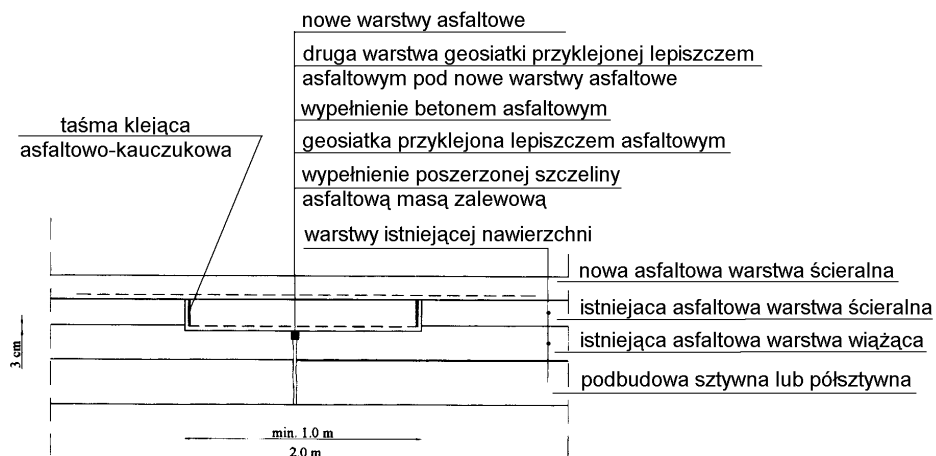 nowe warstwy asfaltowe
druga warstwa geosiatki przyklejonej lepiszczem
asfaltowym pod nowe warstwy asfaltowe
wypełnienie betonem asfaltowym
taśma klejąca
asfaltowo-kauczukowa
geosiatka przyklejona lepiszczem asfaltowym
wypełnienie poszerzonej szczeliny
asfaltową masą zalewową
warstwy istniejącej nawierzchni
nowa asfaltowa warstwa ścieralna
istniejaca asfaltowa warstwa ścieralna
istniejąca asfaltowa warstwa wiążąca
podbudowa sztywna lub półsztywna
3 cm
min. 1.0 m
2.0 m